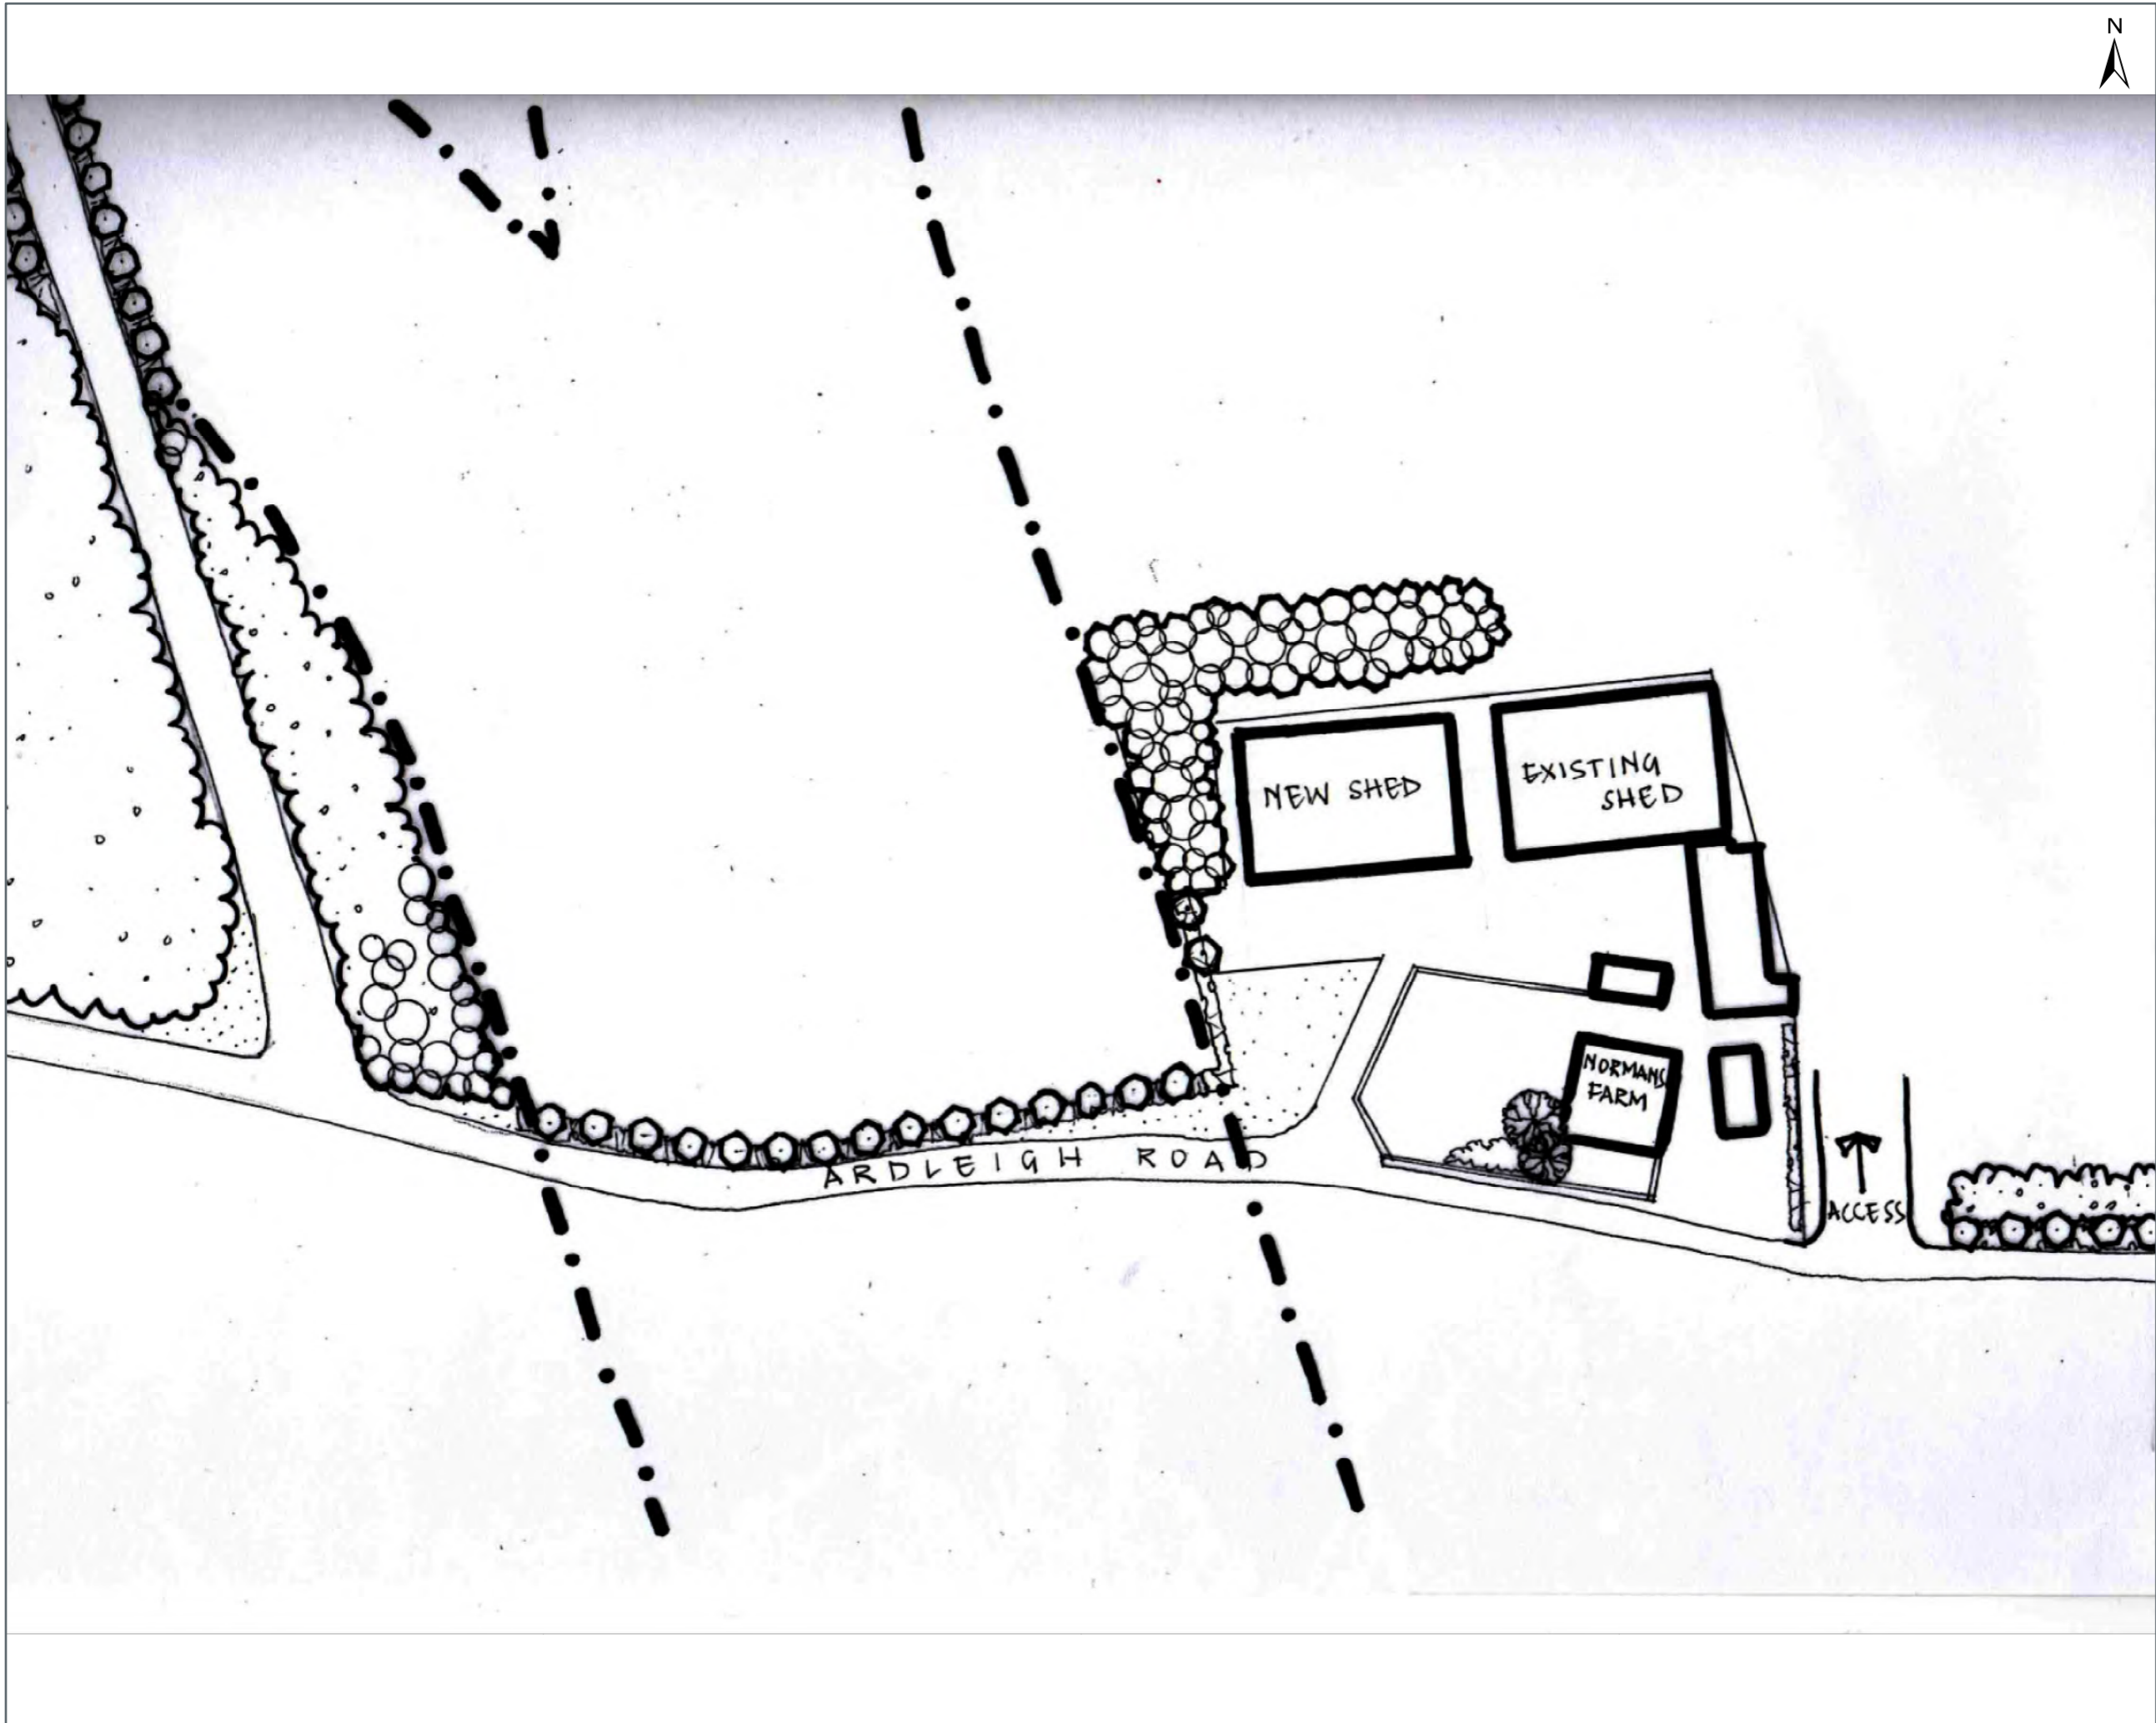 N
NEW SHED
EXISTING
SHED
NORMANS
FARM
ARDLEIGH ROAD
ACCESS